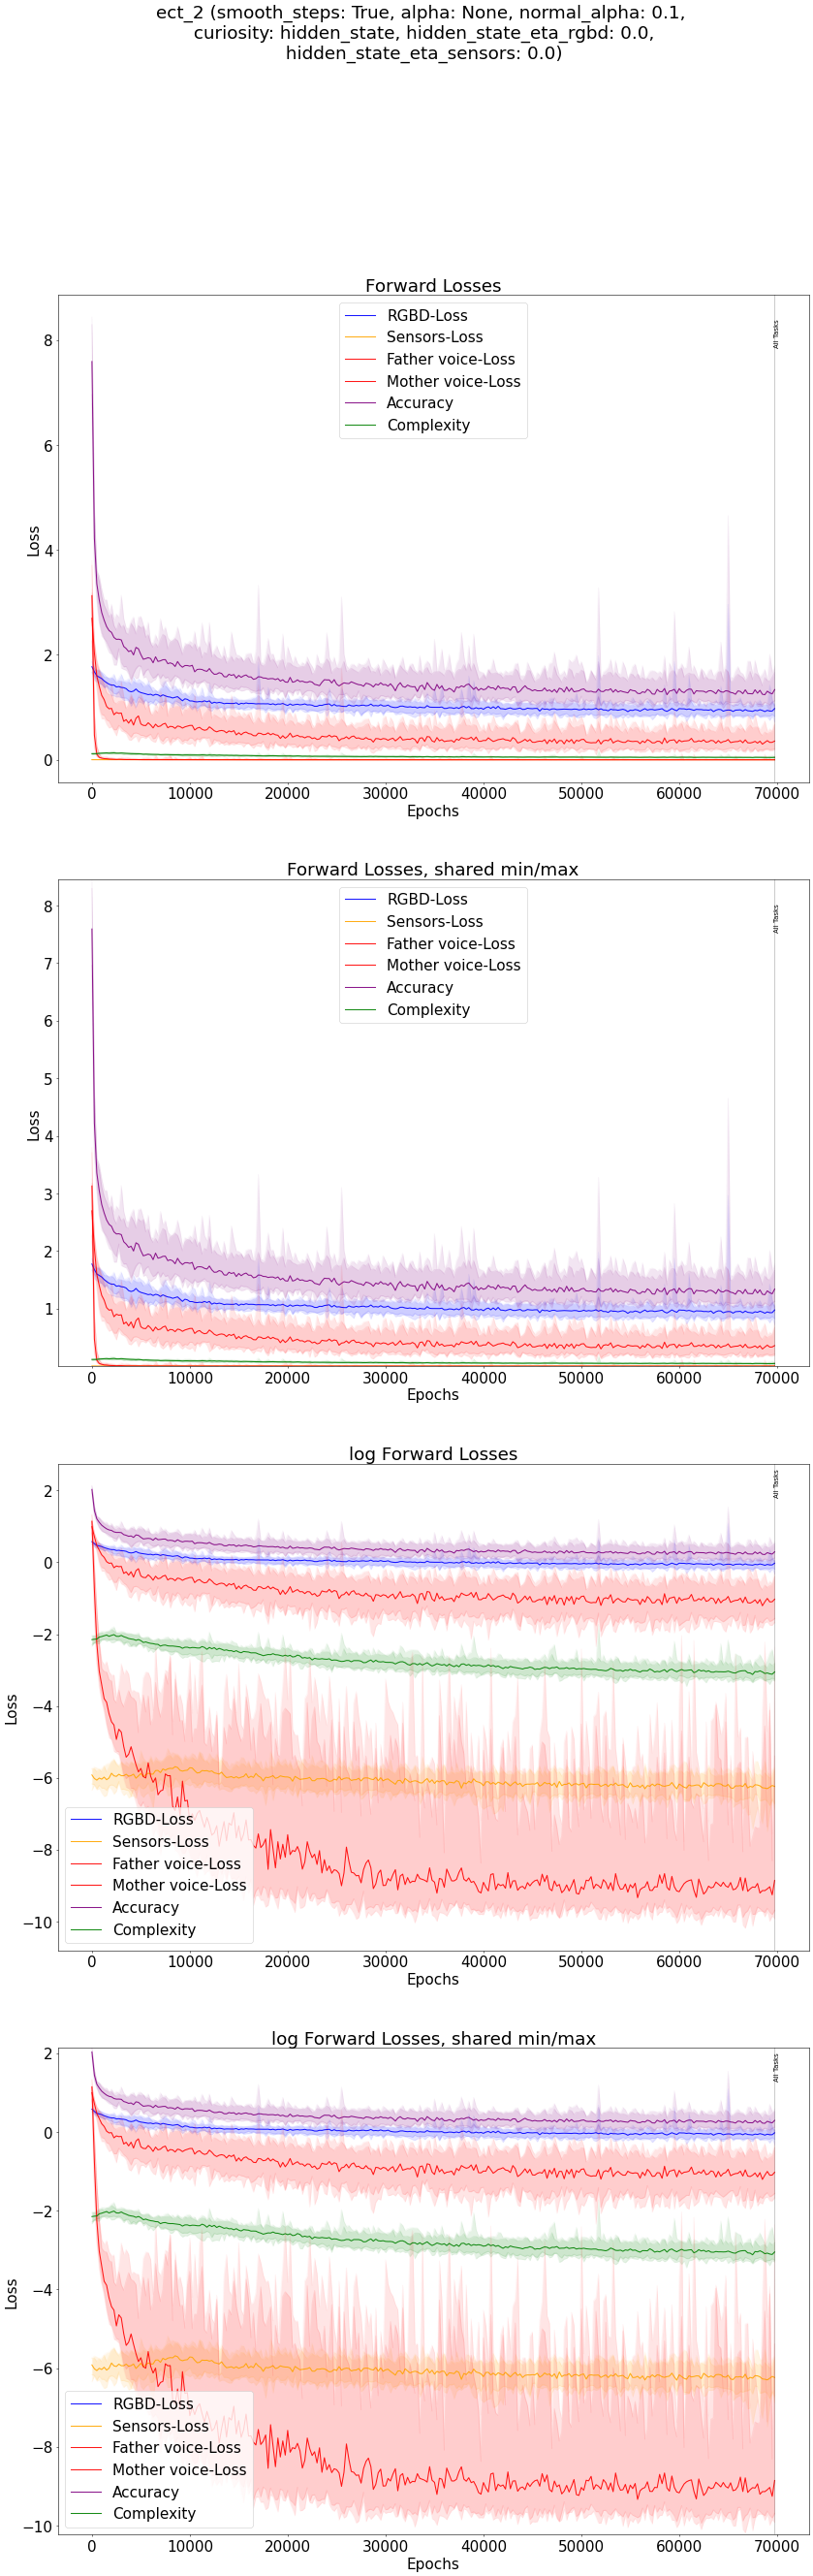 ect_2 (smooth_steps: True, alpha: None, normal_alpha: 0.1,
curiosity: hidden_state, hidden_state_eta_rgbd: 0.0,
hidden_state_eta_sensors: 0.0)
Forward Losses
RGBD-Loss
Sensors-Loss
Father voice-Loss
Mother voice-Loss
Accuracy
Complexity
All Tasks
8
6
4
2
0
Loss
0 10000 20000 30000 40000 50000 60000 70000
Epochs
Forward Losses, shared min/max
RGBD-Loss
Sensors-Loss
Father voice-Loss
Mother voice-Loss
Accuracy
Complexity
All Tasks
8
7
6
5
4
3
2
1
Loss
0 10000 20000 30000 40000 50000 60000 70000
Epochs
log Forward Losses
All Tasks
2
0
−2
−4
−6
−8
−10
Loss
RGBD-Loss
Sensors-Loss
Father voice-Loss
Mother voice-Loss
Accuracy
Complexity
0 10000 20000 30000 40000 50000 60000 70000
Epochs
log Forward Losses, shared min/max
All Tasks
2
0
−2
−4
−6
−8
−10
Loss
RGBD-Loss
Sensors-Loss
Father voice-Loss
Mother voice-Loss
Accuracy
Complexity
0 10000 20000 30000 40000 50000 60000 70000
Epochs